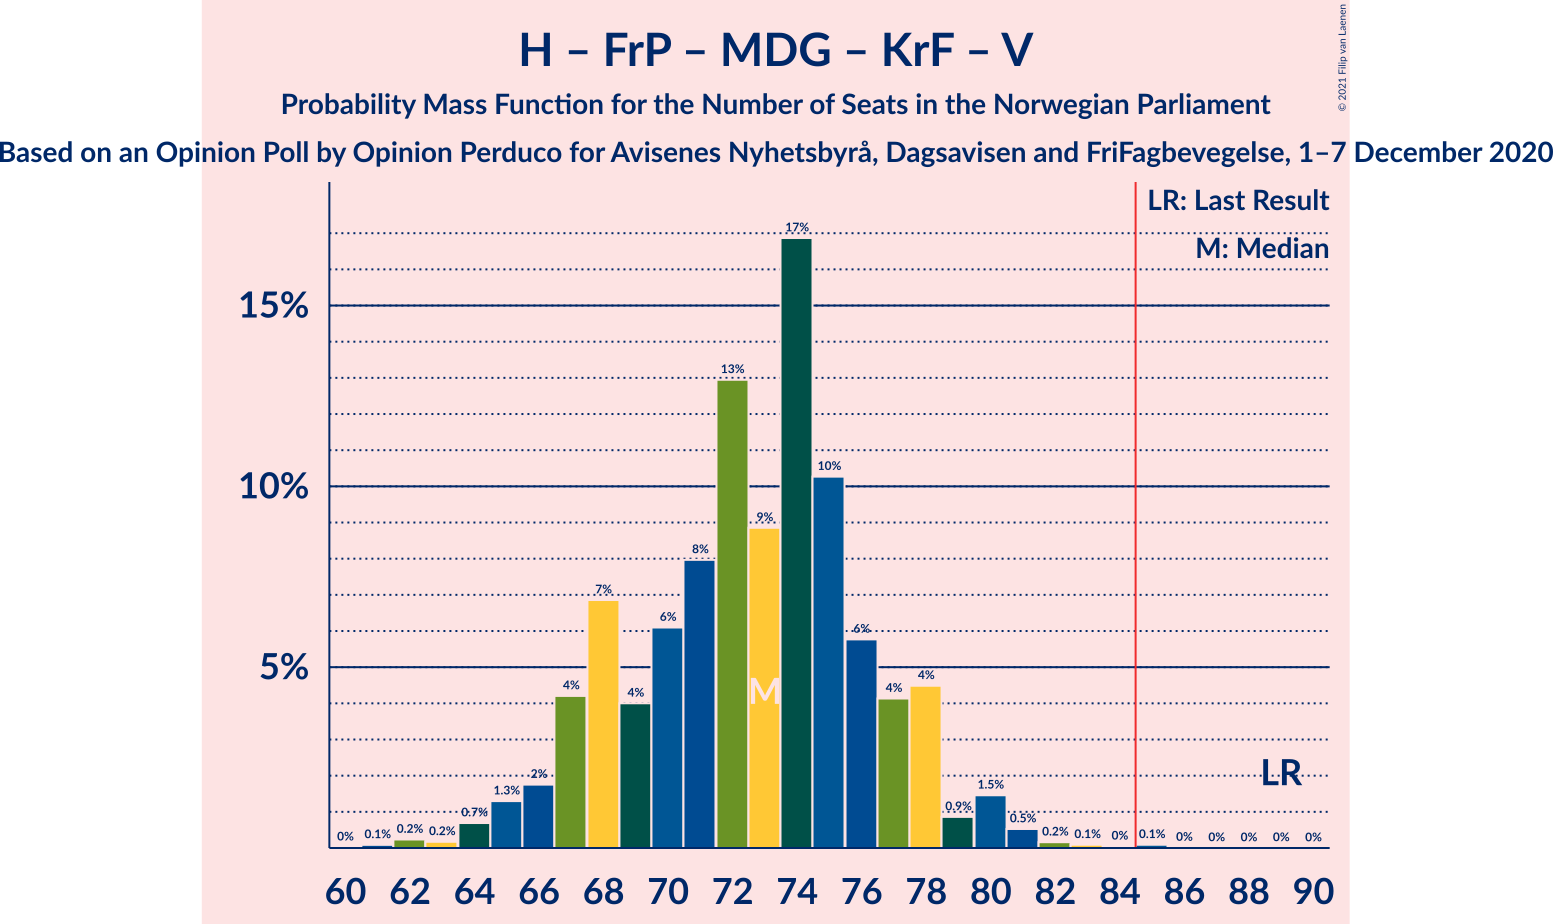 H – FrP – MDG – KrF – V
Probability Mass Function for the Number of Seats in the Norwegian Parliament
Based on an Opinion Poll by Opinion Perduco for Avisenes Nyhetsbyrå, Dagsavisen and FriFagbevegelse, 1–7 December 2020
© 2021 Filip van Laenen
LR: Last Result
M: Median
15%
10%
5%
0% 0.1% 0.2% 0.2% 0.7% 1.3% 2% 4% 7% 4% 6% 8% 13% 9% 17% 10% 6% 4% 4% 0.9% 1.5% 0.5% 0.2% 0.1% 0% 0.1% 0% 0% 0% 0% 0%
M
LR
60 62 64 66 68 70 72 74 76 78 80 82 84 86 88 90